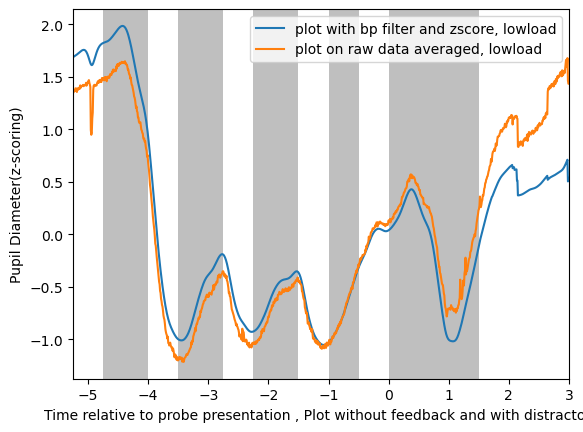 plot with bp filter and zscore, lowload
plot on raw data averaged, lowload
Pupil Diameter(z-scoring)
2.0
1.5
1.0
0.5
0.0
−0.5
−1.0
−5 −4 −3 −2 −1 0 1 2 3
Time relative to probe presentation , Plot without feedback and with distracto